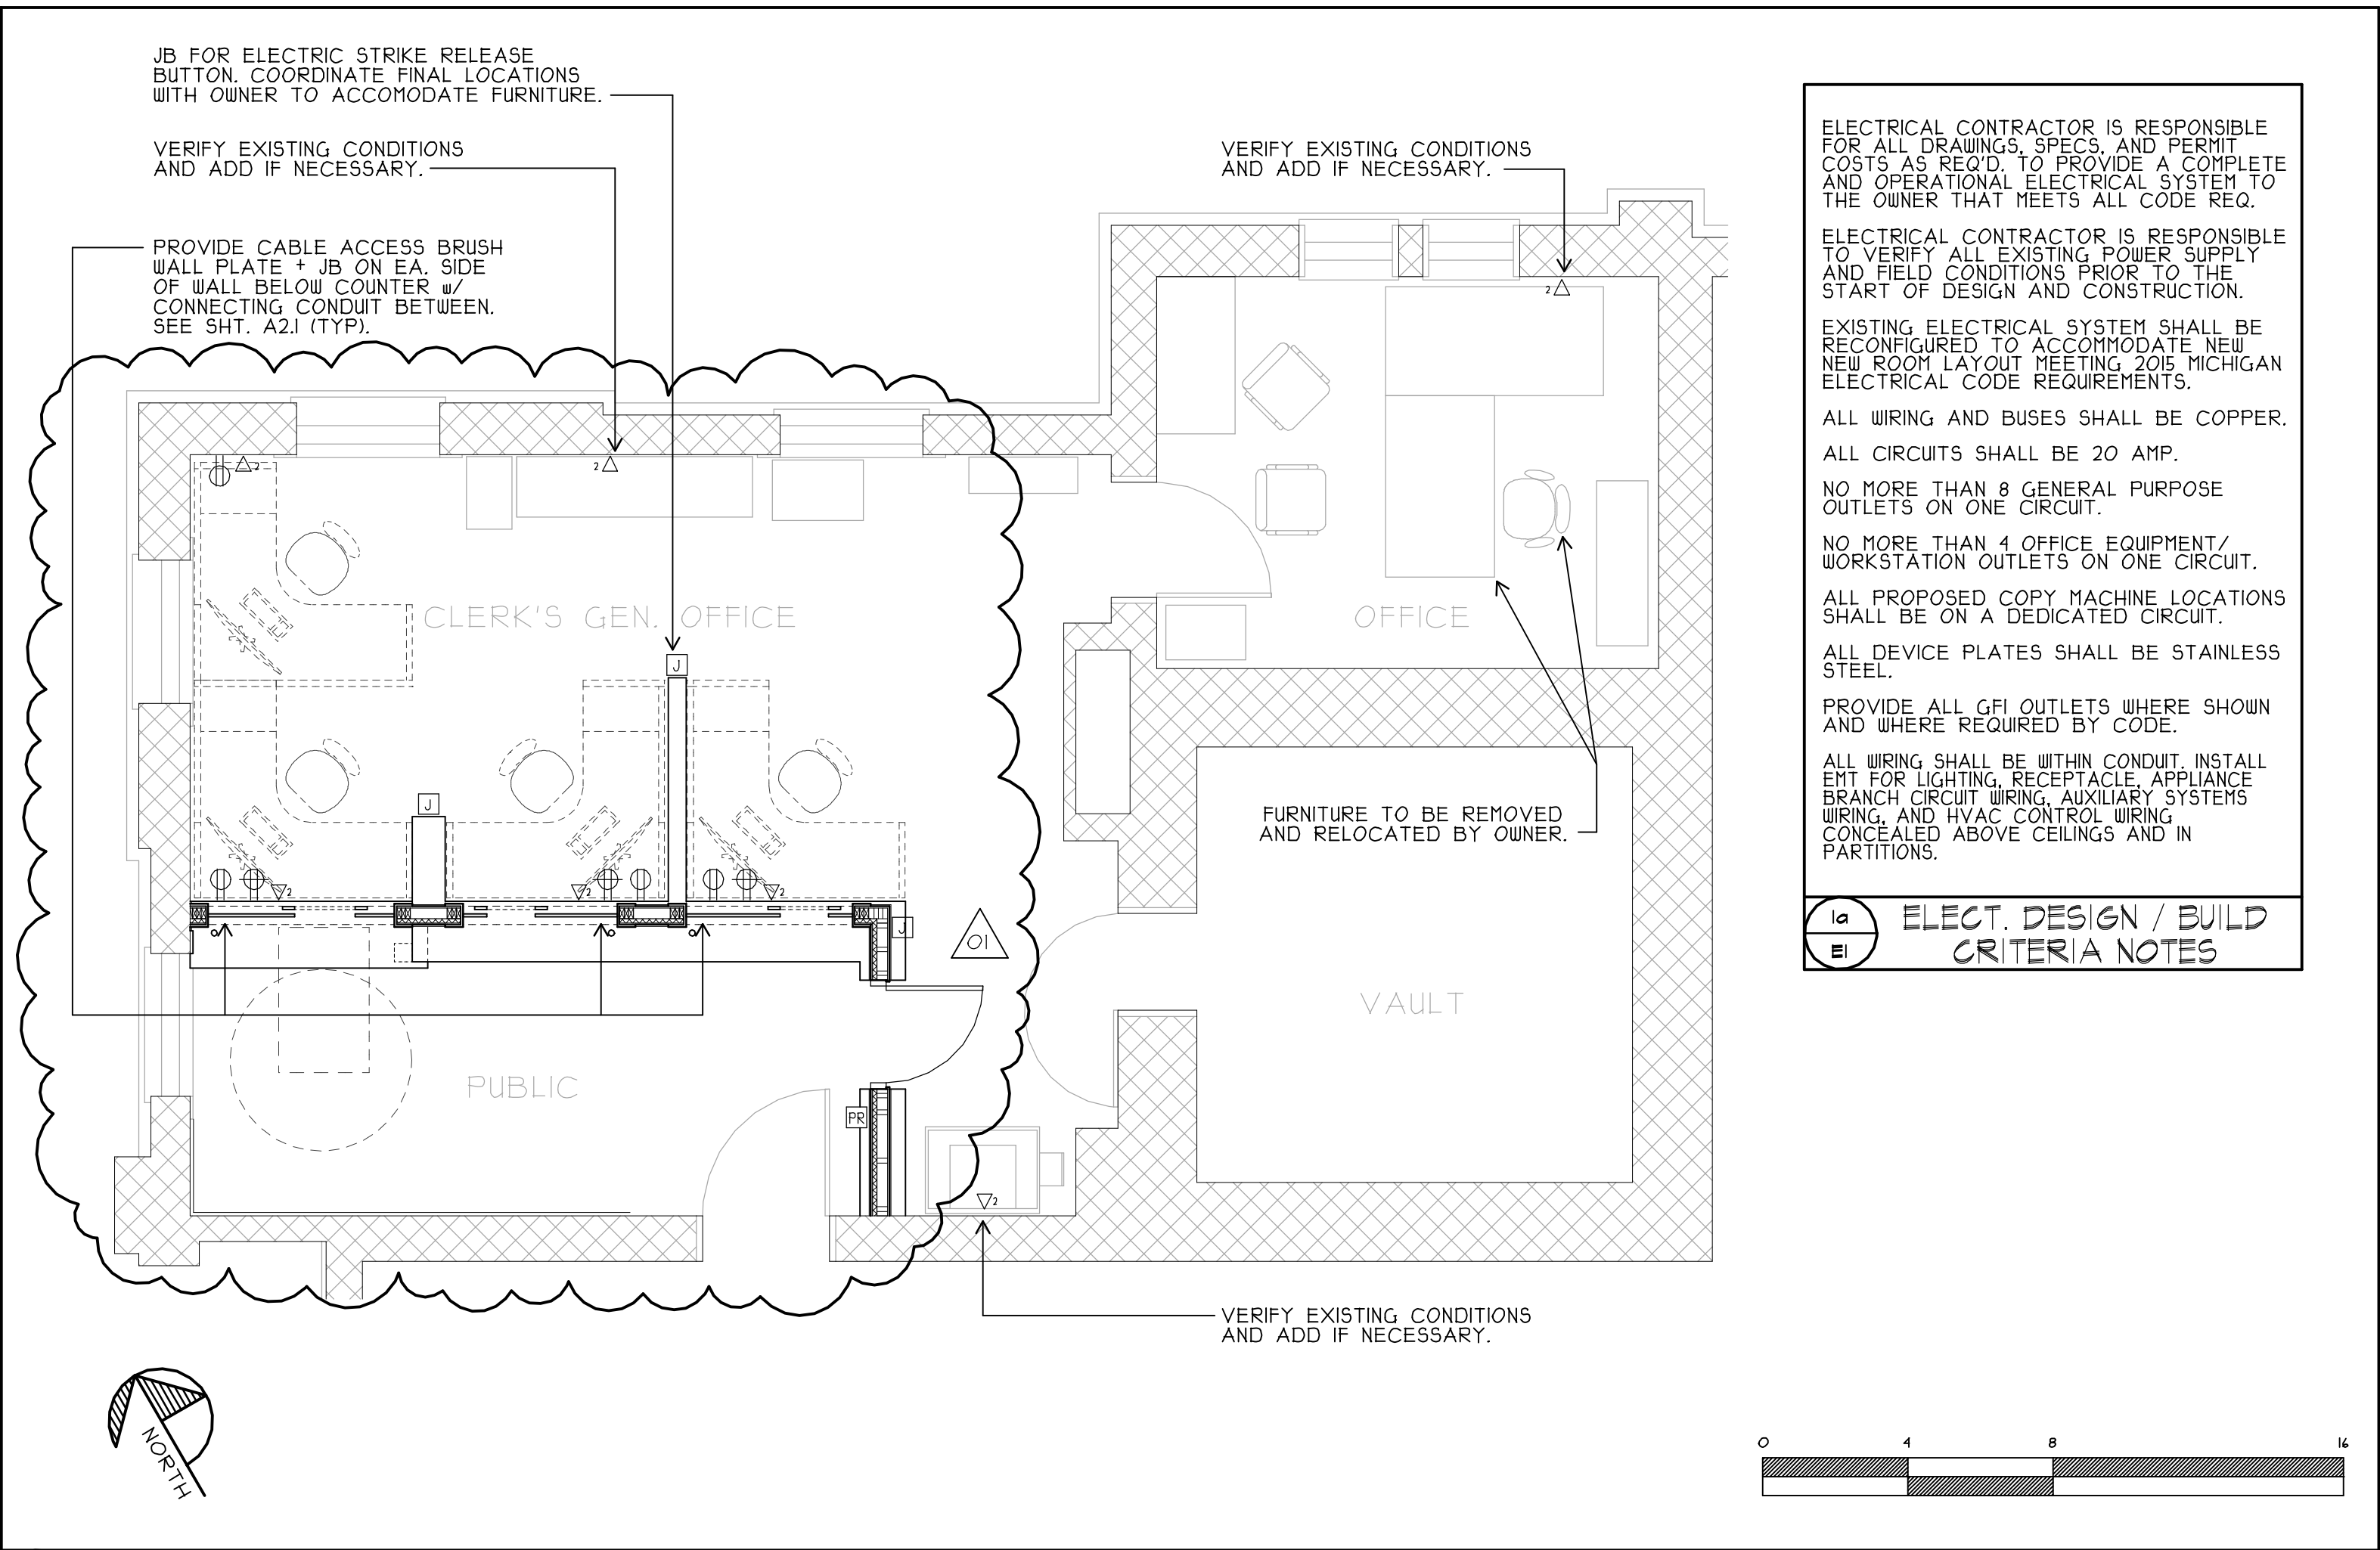 JB FOR ELECTRIC STRIKE RELEASE
BUTTON. COORDINATE FINAL LOCATIONS
WITH OWNER TO ACCOMODATE FURNITURE.
VERIFY EXISTING CONDITIONS
AND ADD IF NECESSARY.
PROVIDE CABLE ACCESS BRUSH
WALL PLATE + JB ON EA. SIDE
OF WALL BELOW COUNTER w/
CONNECTING CONDUIT BETWEEN.
SEE SHT. A2.1 (TYP).
VERIFY EXISTING CONDITIONS
AND ADD IF NECESSARY.
2
2
2
CLERK'S GEN. OFFICE
OFFICE
J
J
2
2
2
J
01
FURNITURE TO BE REMOVED
AND RELOCATED BY OWNER.
VAULT
PUBLIC
PR
2
VERIFY EXISTING CONDITIONS
AND ADD IF NECESSARY.
NORTH
ELECTRICAL CONTRACTOR IS RESPONSIBLE
FOR ALL DRAWINGS, SPECS, AND PERMIT
COSTS AS REQ'D. TO PROVIDE A COMPLETE
AND OPERATIONAL ELECTRICAL SYSTEM TO
THE OWNER THAT MEETS ALL CODE REQ.
ELECTRICAL CONTRACTOR IS RESPONSIBLE
TO VERIFY ALL EXISTING POWER SUPPLY
AND FIELD CONDITIONS PRIOR TO THE
START OF DESIGN AND CONSTRUCTION.
EXISTING ELECTRICAL SYSTEM SHALL BE
RECONFIGURED TO ACCOMMODATE NEW
NEW ROOM LAYOUT MEETING 2015 MICHIGAN
ELECTRICAL CODE REQUIREMENTS.
ALL WIRING AND BUSES SHALL BE COPPER.
ALL CIRCUITS SHALL BE 20 AMP.
NO MORE THAN 8 GENERAL PURPOSE
OUTLETS ON ONE CIRCUIT.
NO MORE THAN 4 OFFICE EQUIPMENT/
WORKSTATION OUTLETS ON ONE CIRCUIT.
ALL PROPOSED COPY MACHINE LOCATIONS
SHALL BE ON A DEDICATED CIRCUIT.
ALL DEVICE PLATES SHALL BE STAINLESS
STEEL.
PROVIDE ALL GFI OUTLETS WHERE SHOWN
AND WHERE REQUIRED BY CODE.
ALL WIRING SHALL BE WITHIN CONDUIT. INSTALL
EMT FOR LIGHTING, RECEPTACLE, APPLIANCE
BRANCH CIRCUIT WIRING, AUXILIARY SYSTEMS
WIRING, AND HVAC CONTROL WIRING
CONCEALED ABOVE CEILINGS AND IN
PARTITIONS.
1a
E1
ELECT. DESIGN / BUILD
CRITERIA NOTES
0 4 8 16